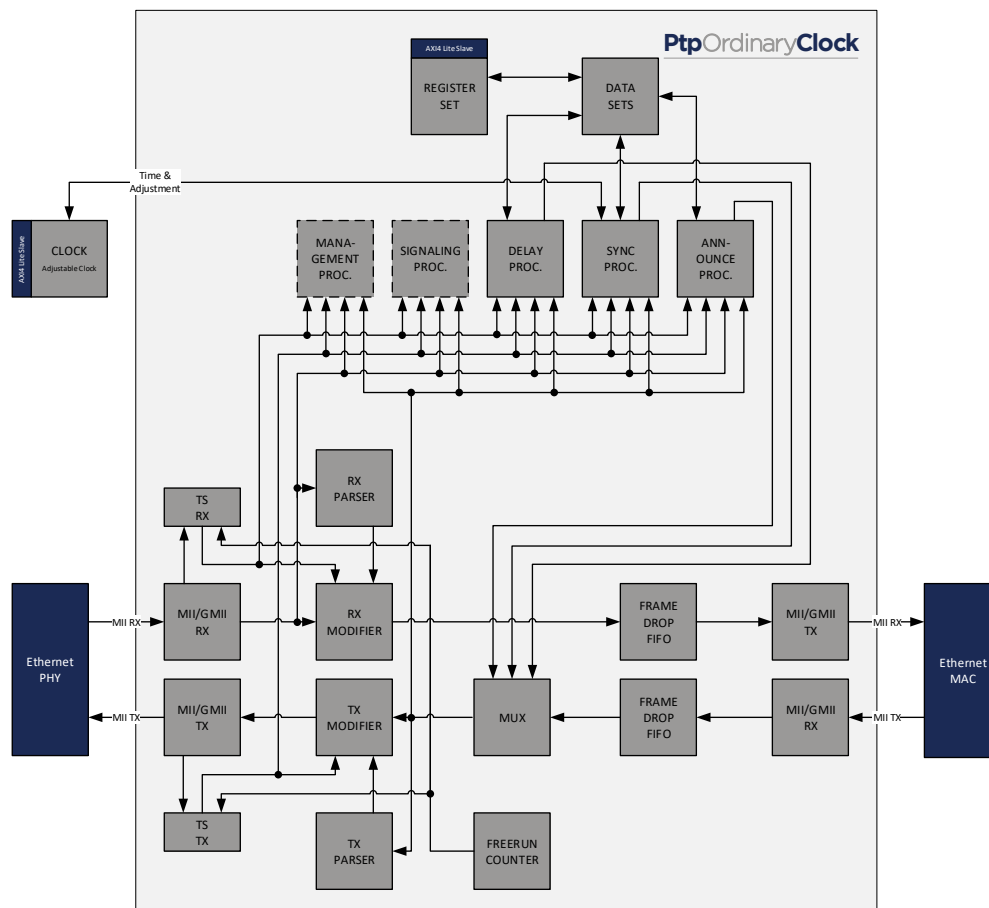 AXI4 Lite Slave
REGISTER
SET
DATA
SETS
PtpOrdinaryClock
Time &
Adjustment
AXI4 Lite Slave
CLOCK
Adjustable Clock
MANA-
GEMENT
PROC.
SIGNALING
PROC.
DELAY
PROC.
SYNC
PROC.
ANN-
OUNCE
PROC.
RX
PARSER
TS
RX
Ethernet
PHY
MII RX
MII/GMII
RX
RX
MODIFIER
FRAME
DROP
FIFO
MII/GMII
TX
MII RX
Ethernet
MAC
MII TX
MII/GMII
TX
TX
MODIFIER
MUX
FRAME
DROP
FIFO
MII/GMII
RX
MII TX
TS
TX
TX
PARSER
FREERUN
COUNTER